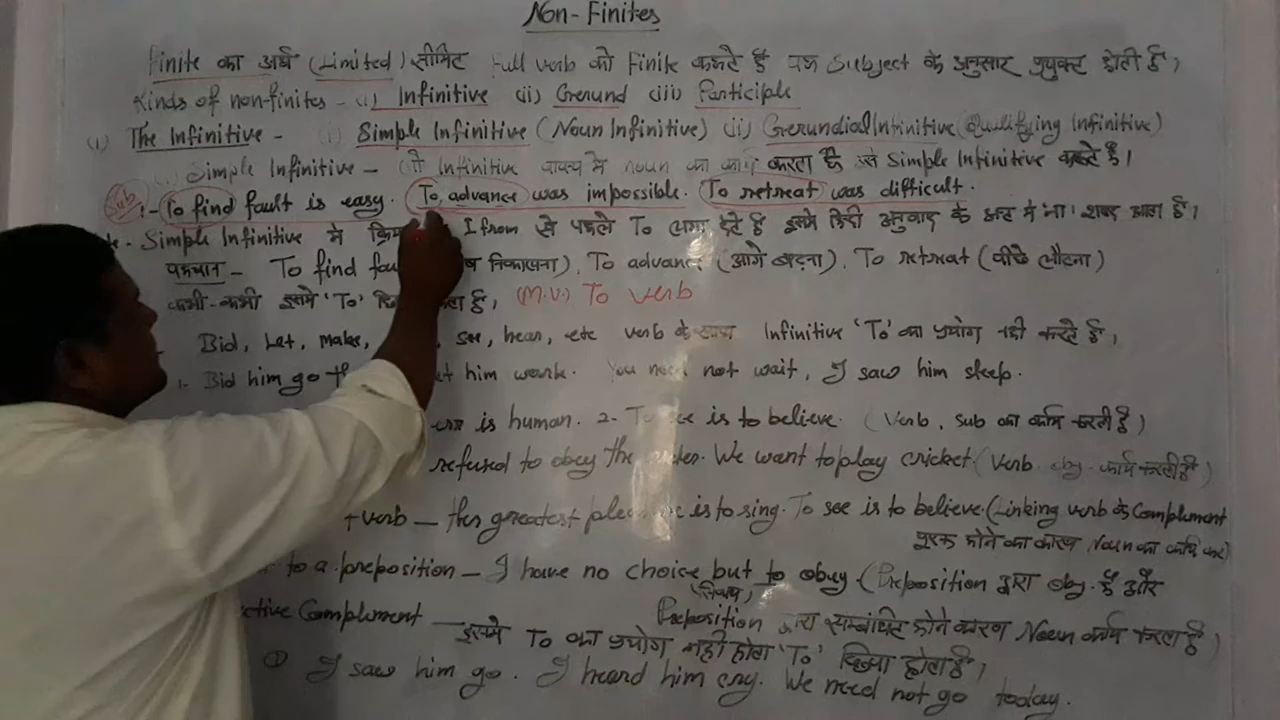 Non-Finites
Finite का अर्थ (Limited) सीमित Full verb को Finite कहते है यह Subject के अनुसार प्रयुक्ट होती है,
Kinds of non-finites - (i) Infinitive (ii) Gerund (iii) Participle
(i) The Infinitive - (i) Simple Infinitive (Noun Infinitive) (ii) Gerundial Infinitive (Qualifying Infinitive)
Simple Infinitive - जो Infinitive वाक्य मे noun का कार्य करता है उसे Simple Infinitive कहते है।
Sub :- To find fault is easy. To advance was impossible. To retreat was difficult.
- Simple Infinitive मे I from से पहले To लगा देते है इसमे हिन्दी अनुवाद के अन्त मे ना। शब्द आता है,
पहचान - To find निकालना), To advance (आगे बढ़ना), To retreat (पीछे लौटना)
कभी-कभी इसमे 'To' है, (M.V.) To verb
Bid, Let, make, see, hear, etc verb के साथ Infinitive 'To' का प्रयोग नही करते है,
1. Bid him go him work. You need not wait, I saw him sleep.
is human. 2- To see is to believe. (Verb, Sub का कार्य करती है)
refused to obey the We want to play cricket (Verb obj. कार्य करती है)
+verb — the greatest is to sing. To see is to believe. (Linking verb के Complement
पूरक होने का कारण Noun का कार्य करे)
to a preposition — I have no choice but to obey (Preposition द्वारा obj. है और
(सिवाय) Preposition द्वारा सम्बंधित होने कारण Noun कार्य करता है)
Complement — इसमे To का प्रयोग नही होता 'To' छिपा होता है,
① I saw him go. I heard him cry. We need not go today.